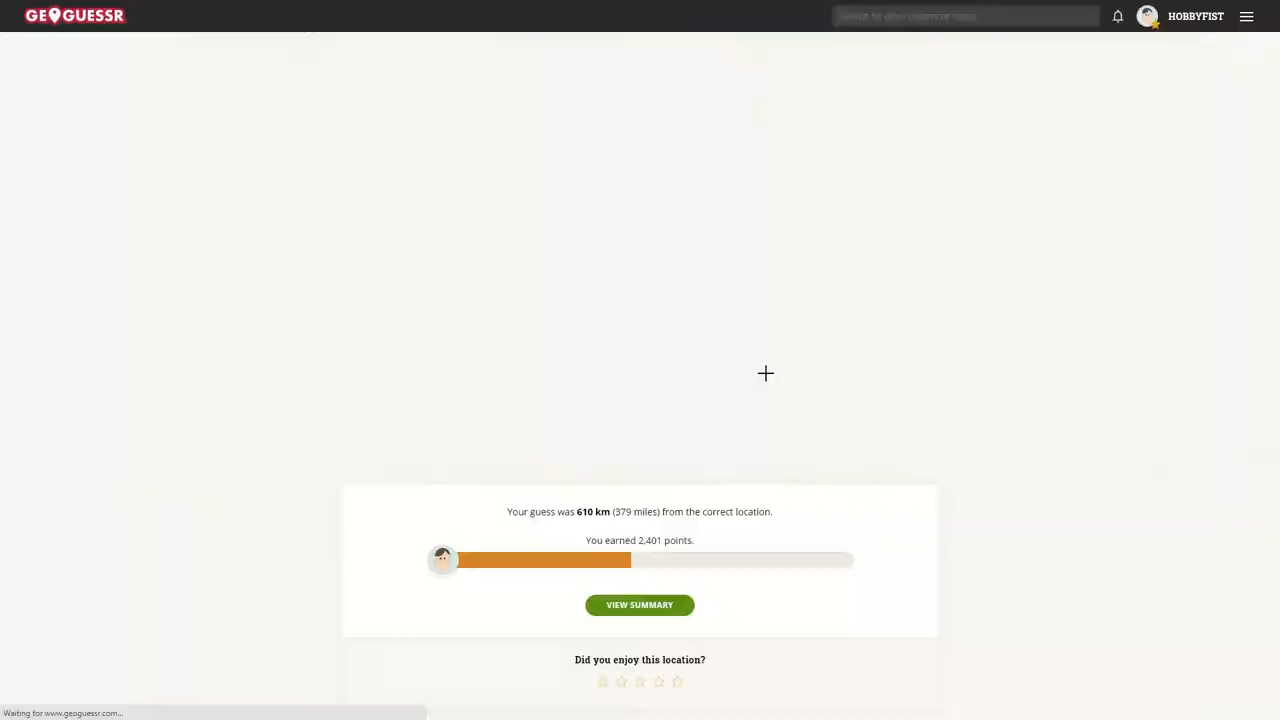 GEOGUESSR
HOBBYFIST
Your guess was 610 km (379 miles) from the correct location.
You earned 2,401 points.
VIEW SUMMARY
Did you enjoy this location?
Waiting for www.geoguessr.com...